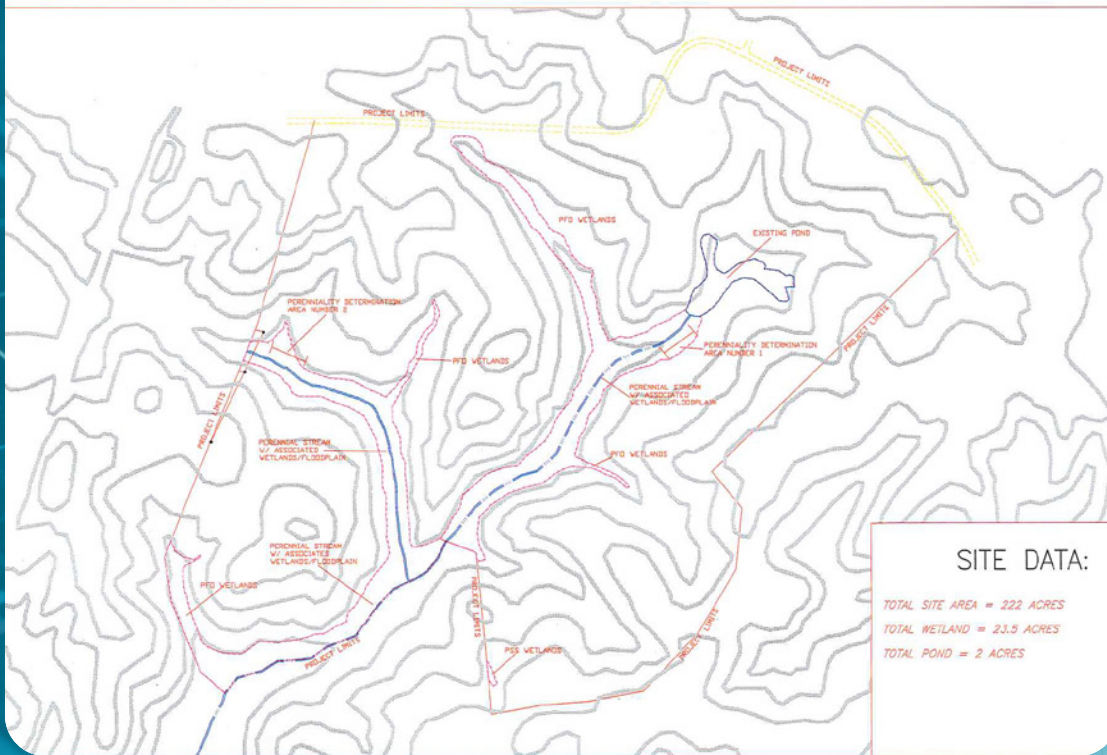 PROJECT LIMITS
PROJECT LIMITS
PFO WETLANDS
EXISTING POND
PERENNIALITY DETERMINATION
AREA NUMBER 2
PROJECT LIMITS
PERENNIALITY DETERMINATION
AREA NUMBER 1
PFO WETLANDS
PERENNIAL STREAM
W/ ASSOCIATED
WETLANDS/FLOODPLAIN
PROJECT LIMITS
PERENNIAL STREAM
W/ ASSOCIATED
WETLANDS/FLOODPLAIN
PFO WETLANDS
PERENNIAL STREAM
W/ ASSOCIATED
WETLANDS/FLOODPLAIN
PFO WETLANDS
PROJECT LIMITS
PROJECT LIMITS
PROJECT LIMITS
PSS WETLANDS
SITE DATA:
TOTAL SITE AREA = 222 ACRES
TOTAL WETLAND = 23.5 ACRES
TOTAL POND = 2 ACRES